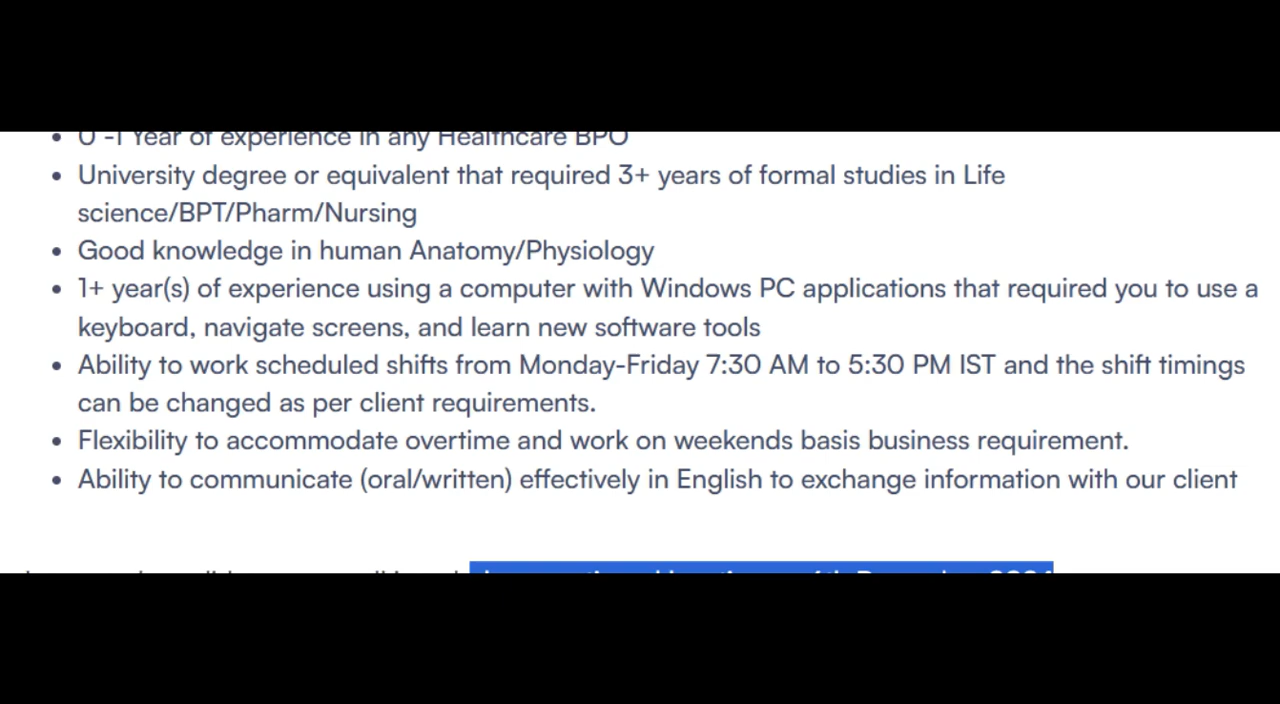 • 0 -1 Year of experience in any Healthcare BPO
• University degree or equivalent that required 3+ years of formal studies in Life
science/BPT/Pharm/Nursing
• Good knowledge in human Anatomy/Physiology
• 1+ year(s) of experience using a computer with Windows PC applications that required you to use a
keyboard, navigate screens, and learn new software tools
• Ability to work scheduled shifts from Monday-Friday 7:30 AM to 5:30 PM IST and the shift timings
can be changed as per client requirements.
• Flexibility to accommodate overtime and work on weekends basis business requirement.
• Ability to communicate (oral/written) effectively in English to exchange information with our client